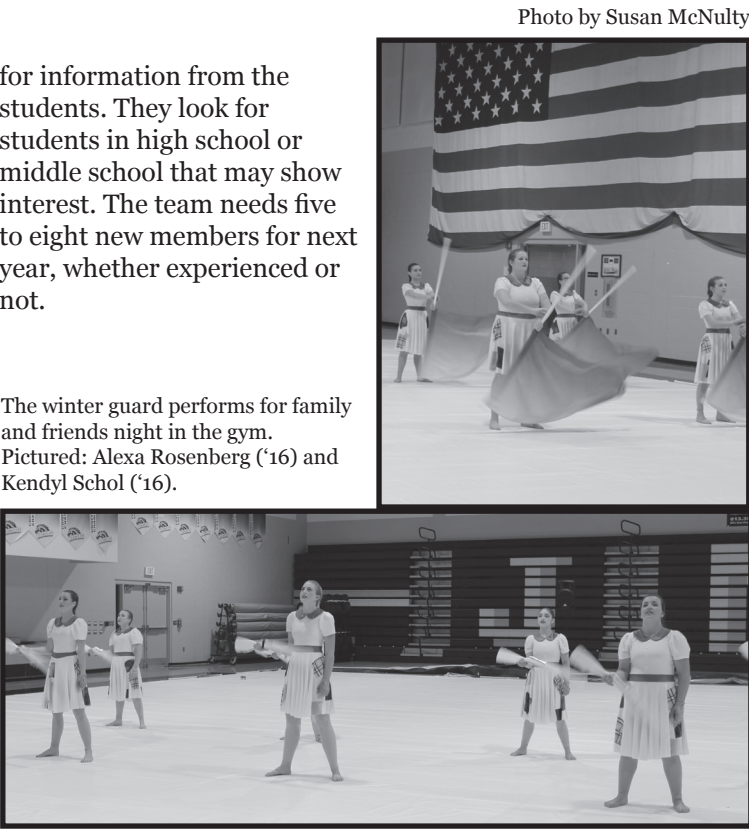 Photo by Susan McNulty
for information from the
students. They look for
students in high school or
middle school that may show
interest. The team needs five
to eight new members for next
year, whether experienced or
not.
The winter guard performs for family
and friends night in the gym.
Pictured: Alexa Rosenberg (‘16) and
Kendyl Schol (‘16).
EXIT
J